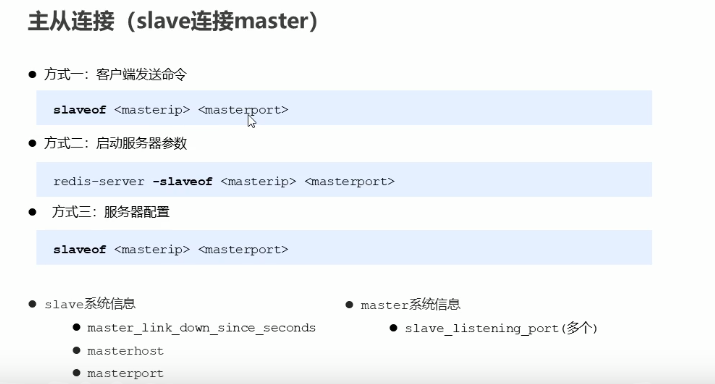 主从连接（slave连接master）
方式一：客户端发送命令
slaveof <masterip> <masterport>
方式二：启动服务器参数
redis-server -slaveof <masterip> <masterport>
方式三：服务器配置
slaveof <masterip> <masterport>
slave系统信息
master_link_down_since_seconds
masterhost
masterport
master系统信息
slave_listening_port(多个)